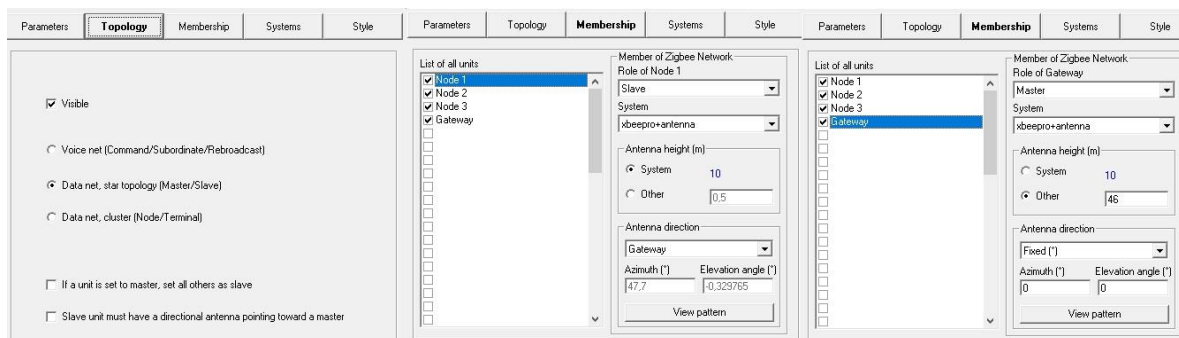 Parameters Topology Membership Systems Style
Visible
Voice net (Command/Subordinate/Rebroadcast)
Data net, star topology (Master/Slave)
Data net, cluster (Node/Terminal)
If a unit is set to master, set all others as slave
Slave unit must have a directional antenna pointing toward a master
Parameters Topology Membership Systems Style
List of all units
Node 1
Node 2
Node 3
Gateway
Member of Zigbee Network
Role of Node 1
Slave
System
xbeepro+antenna
Antenna height (m)
System 10
Other 0,5
Antenna direction
Gateway
Azimuth (°) Elevation angle (°)
47,7 -0,329765
View pattern
Parameters Topology Membership Systems Style
List of all units
Node 1
Node 2
Node 3
Gateway
Member of Zigbee Network
Role of Gateway
Master
System
xbeepro+antenna
Antenna height (m)
System 10
Other 46
Antenna direction
Fixed (°)
Azimuth (°) Elevation angle (°)
0 0
View pattern